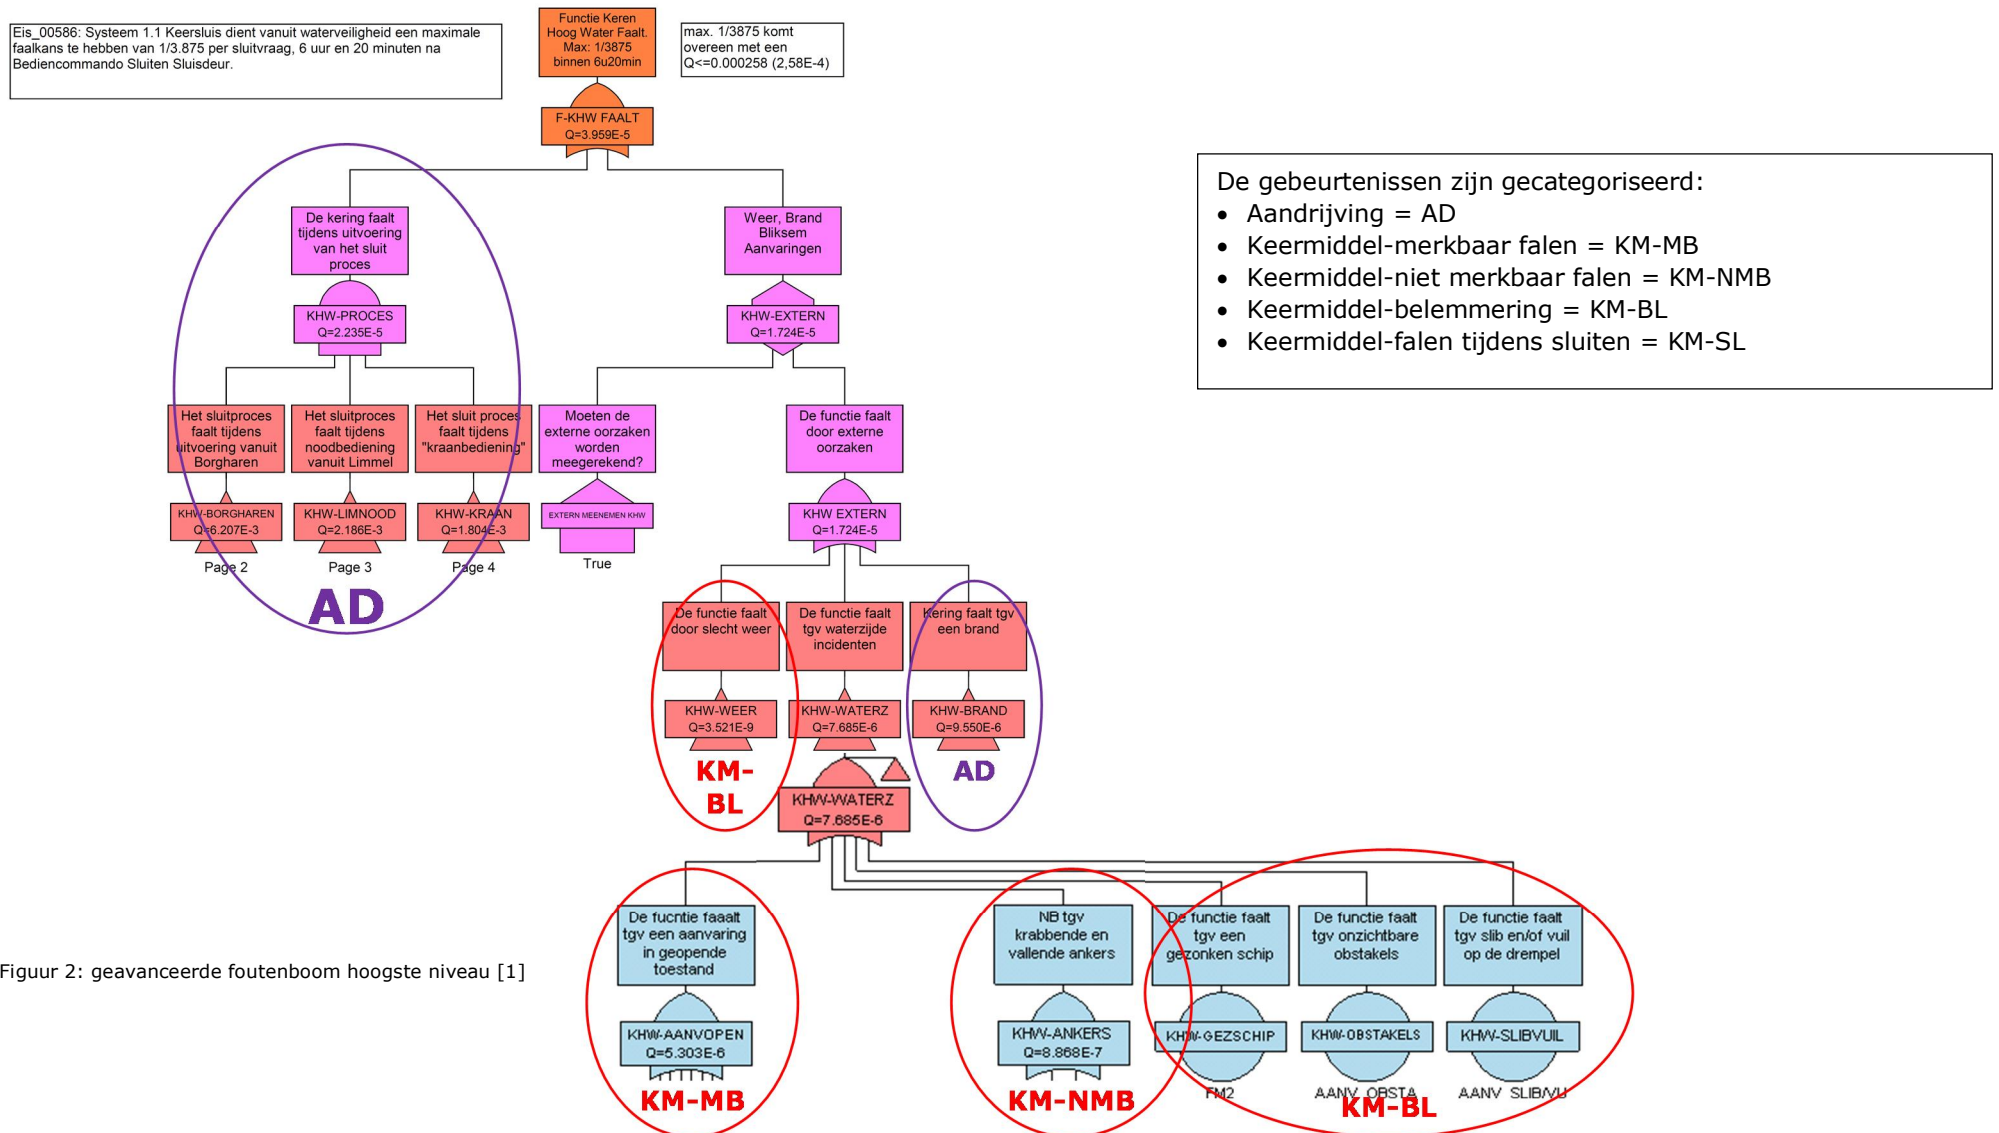 Eis_00586: Systeem 1.1 Keersluis dient vanuit waterveiligheid een maximale
faalkans te hebben van 1/3.875 per sluitvraag, 6 uur en 20 minuten na
Bediencommando Sluiten Sluisdeur.
Functie Keren
Hoog Water Faalt.
Max: 1/3875
binnen 6u20min
max. 1/3875 komt
overeen met een
Q<=0.000258 (2,58E-4)
F-KHW FAALT
Q=3.959E-5
De gebeurtenissen zijn gecategoriseerd:
• Aandrijving = AD
• Keermiddel-merkbaar falen = KM-MB
• Keermiddel-niet merkbaar falen = KM-NMB
• Keermiddel-belemmering = KM-BL
• Keermiddel-falen tijdens sluiten = KM-SL
De kering faalt
tijdens uitvoering
van het sluit
proces
KHW-PROCES
Q=2.235E-5
Weer, Brand
Bliksem
Aanvaringen
KHW-EXTERN
Q=1.724E-5
Het sluitproces
faalt tijdens
uitvoering vanuit
Borgharen
KHW-BORGHAREN
Q=6.207E-3
Page 2
Het sluitproces
faalt tijdens
noodbediening
vanuit Limmel
KHW-LIMNOOD
Q=2.186E-3
Page 3
Het sluit proces
faalt tijdens
"kraanbediening"
KHW-KRAAN
Q=1.804E-3
Page 4
AD
Moeten de
externe oorzaken
worden
meegerekend?
EXTERN MEENEMEN KHW
True
De functie faalt
door externe
oorzaken
KHW EXTERN
Q=1.724E-5
De functie faalt
door slecht weer
KHW-WEER
Q=3.521E-9
KM-
BL
De functie faalt
tgv waterzijde
incidenten
KHW-WATERZ
Q=7.685E-6
Kering faalt tgv
een brand
KHW-BRAND
Q=9.550E-6
AD
KHW-WATERZ
Q=7.685E-6
De fucntie faaalt
tgv een aanvaring
in geopende
toestand
KHW-AANVOPEN
Q=5.303E-6
KM-MB
NB tgv
krabbende en
vallende ankers
KHW-ANKERS
Q=8.868E-7
KM-NMB
De functie faalt
tgv een
gezonken schip
KHW-GEZSCHIP
FM2
De functie faalt
tgv onzichtbare
obstakels
KHW-OBSTAKELS
AANV OBSTA
De functie faalt
tgv slib en/of vuil
op de drempel
KHW-SLIBVUIL
AANV SLIB/VU
KM-BL
Figuur 2: geavanceerde foutenboom hoogste niveau [1]